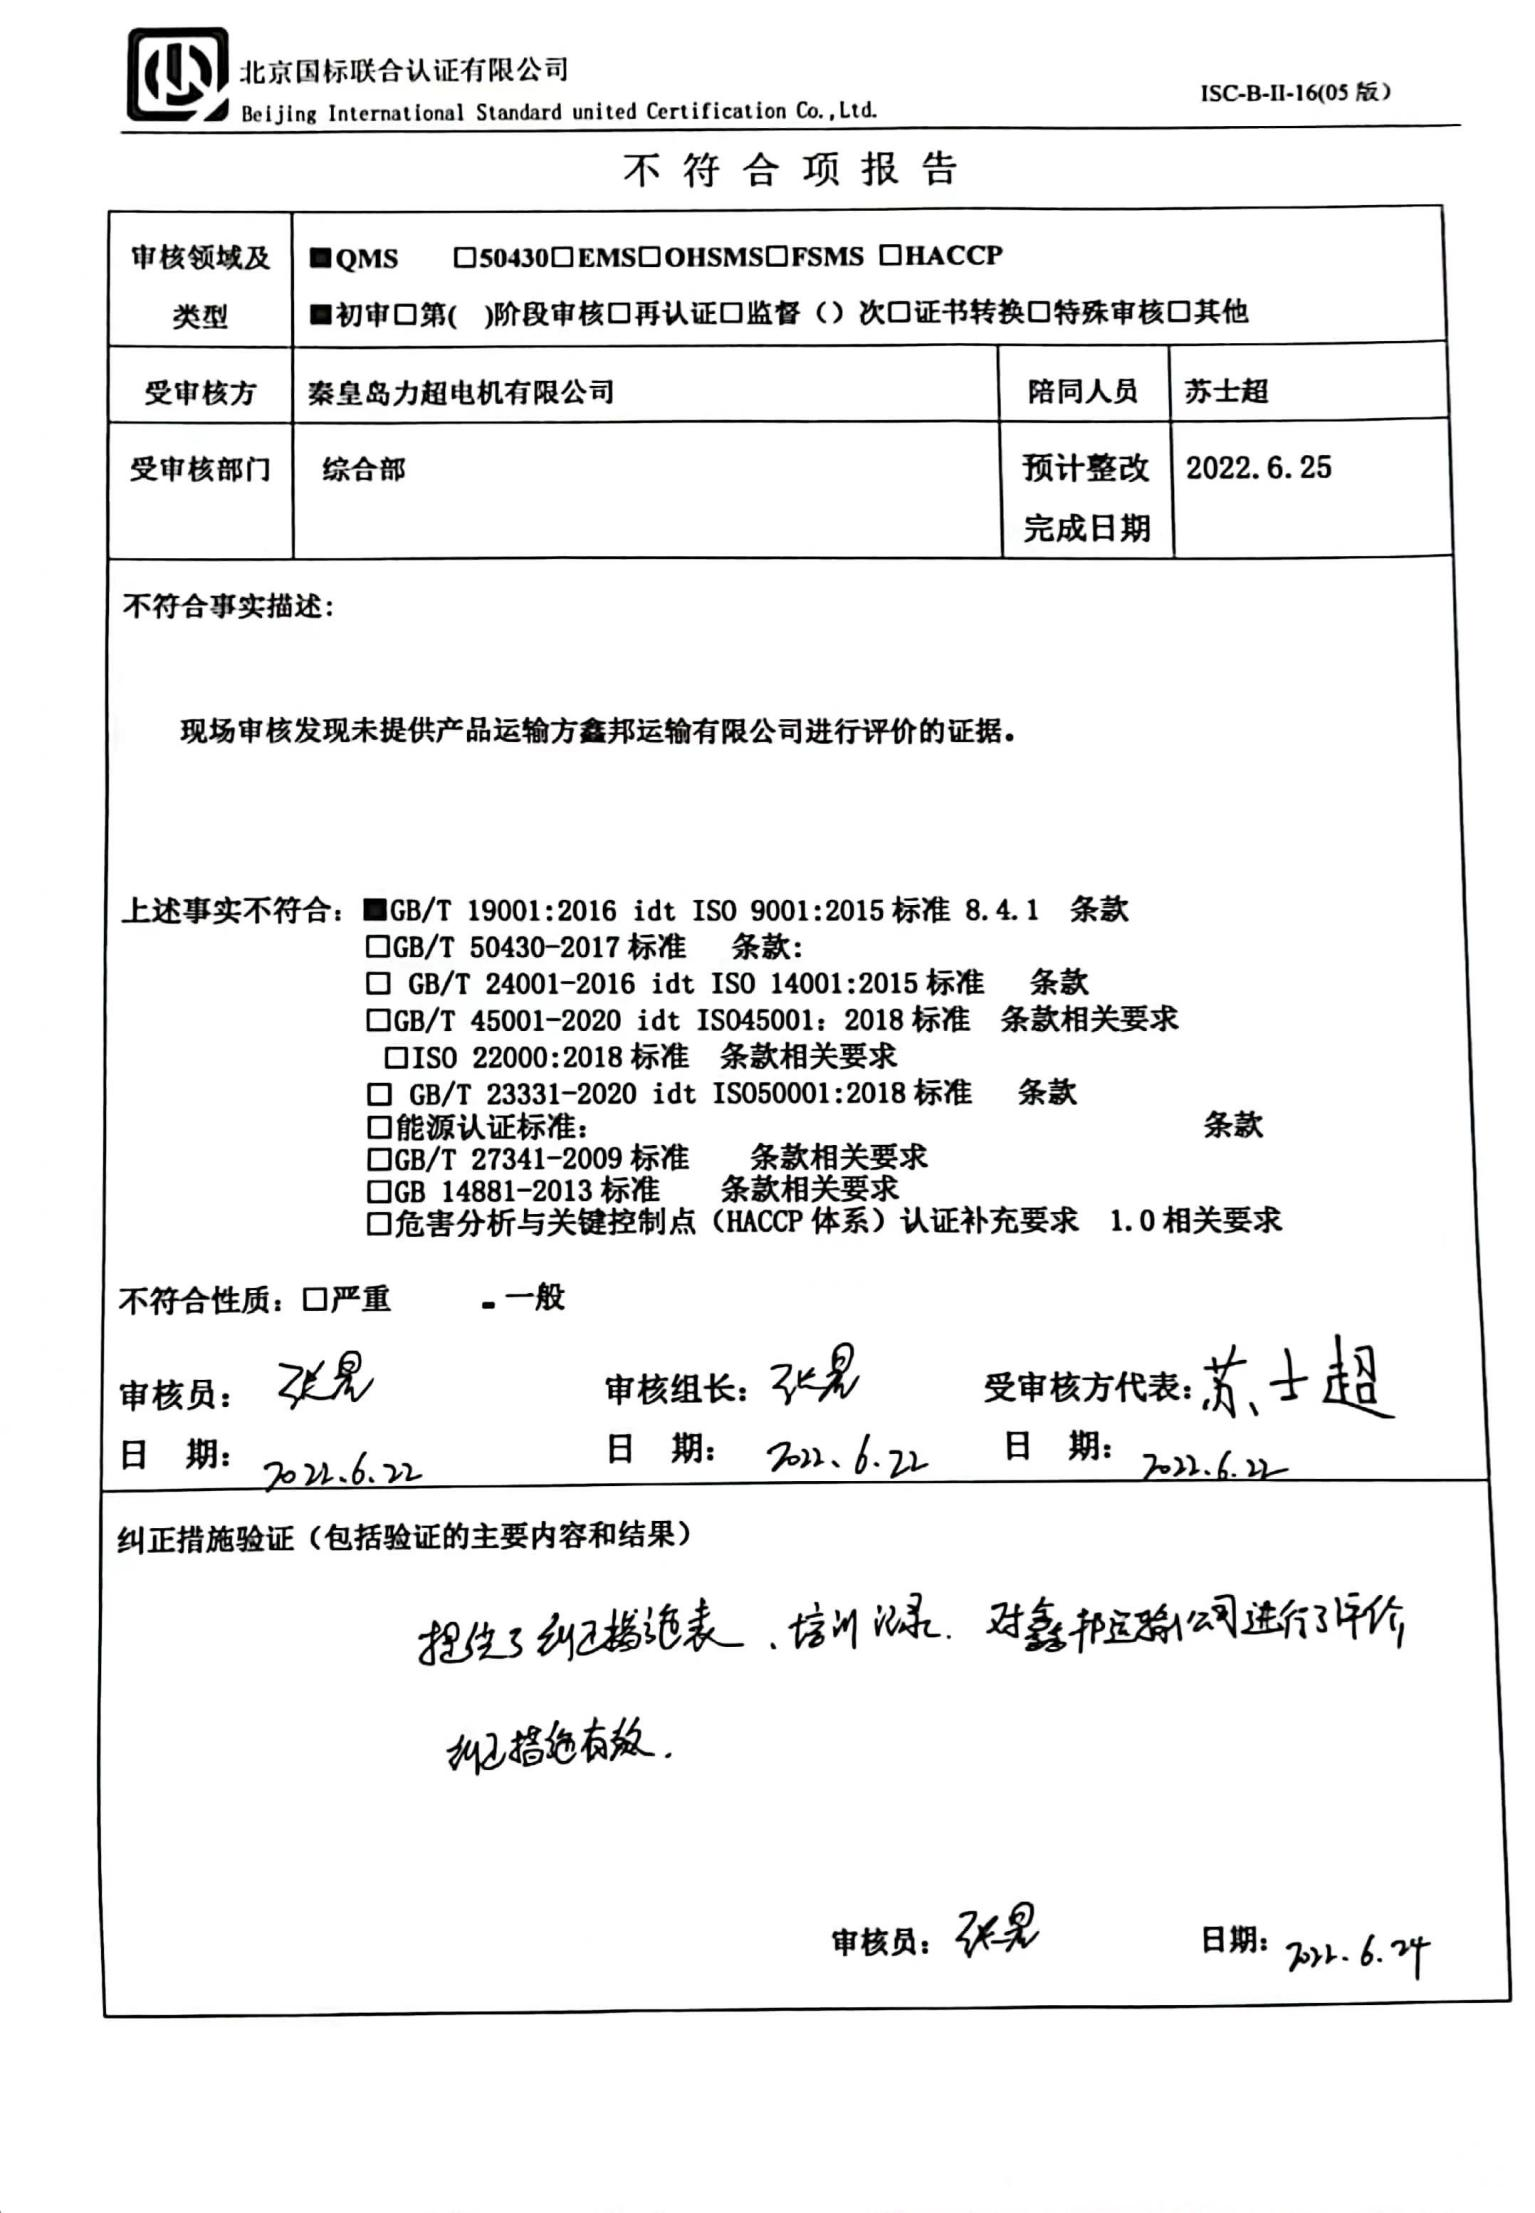 北京国标联合认证有限公司
Beijing International Standard united Certification Co.,Ltd.
ISC-B-II-16(05 版）
不符合项报告
审核领域及类型
■QMS □50430□EMS□OHSMS□FSMS □HACCP
■初审□第( )阶段审核□再认证□监督（）次□证书转换□特殊审核□其他
受审核方 秦皇岛力超电机有限公司 陪同人员 苏士超
受审核部门 综合部 预计整改完成日期 2022.6.25
不符合事实描述：
现场审核发现未提供产品运输方鑫邦运输有限公司进行评价的证据。
上述事实不符合：■GB/T 19001:2016 idt ISO 9001:2015 标准 8.4.1 条款
□GB/T 50430-2017 标准 条款：
□ GB/T 24001-2016 idt ISO 14001:2015 标准 条款
□GB/T 45001-2020 idt ISO45001：2018 标准 条款相关要求
□ISO 22000:2018 标准 条款相关要求
□ GB/T 23331-2020 idt ISO50001:2018 标准 条款
□能源认证标准： 条款
□GB/T 27341-2009 标准 条款相关要求
□GB 14881-2013 标准 条款相关要求
□危害分析与关键控制点（HACCP 体系）认证补充要求 1.0 相关要求
不符合性质：□严重 ■一般
审核员： 审核组长： 受审核方代表：苏士超
日 期：2022.6.22 日 期：2022.6.22 日 期：2022.6.22
纠正措施验证（包括验证的主要内容和结果）
提供了纠正措施表、培训记录. 对鑫邦运输公司进行了评价
纠正措施有效.
审核员： 日期：2022.6.24